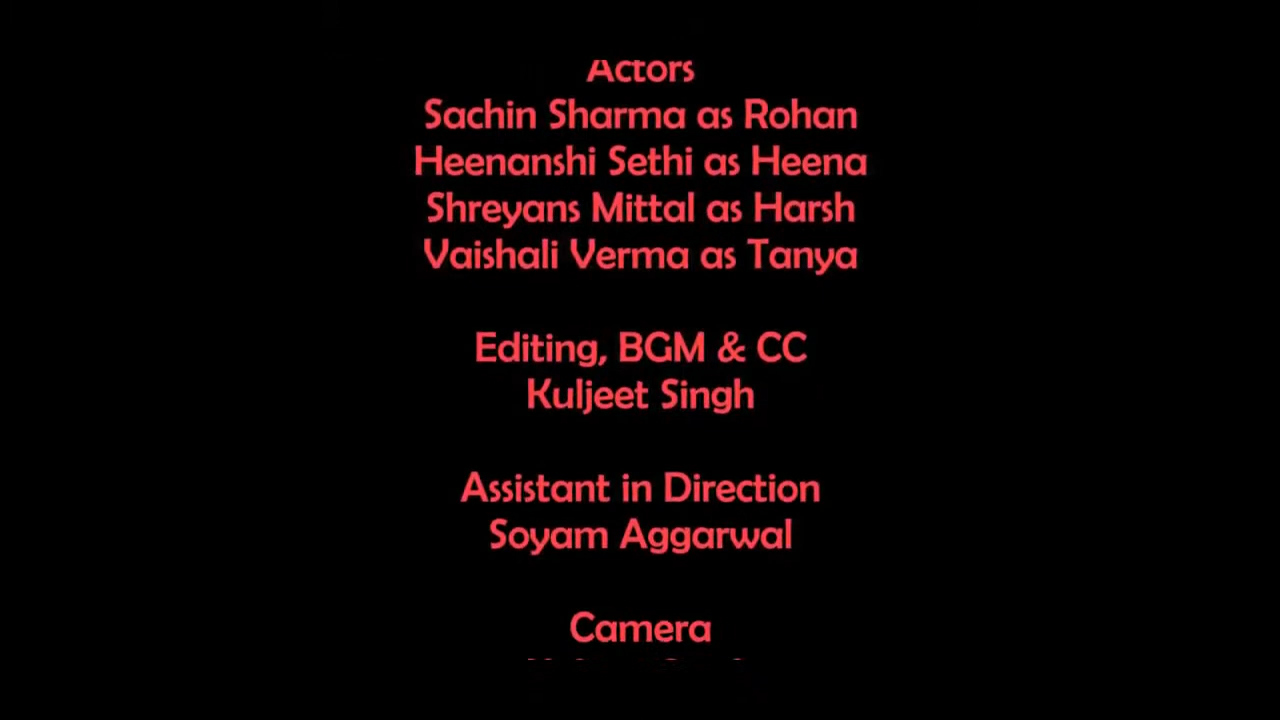 Actors
Sachin Sharma as Rohan
Heenanshi Sethi as Heena
Shreyans Mittal as Harsh
Vaishali Verma as Tanya
Editing, BGM & CC
Kuljeet Singh
Assistant in Direction
Soyam Aggarwal
Camera